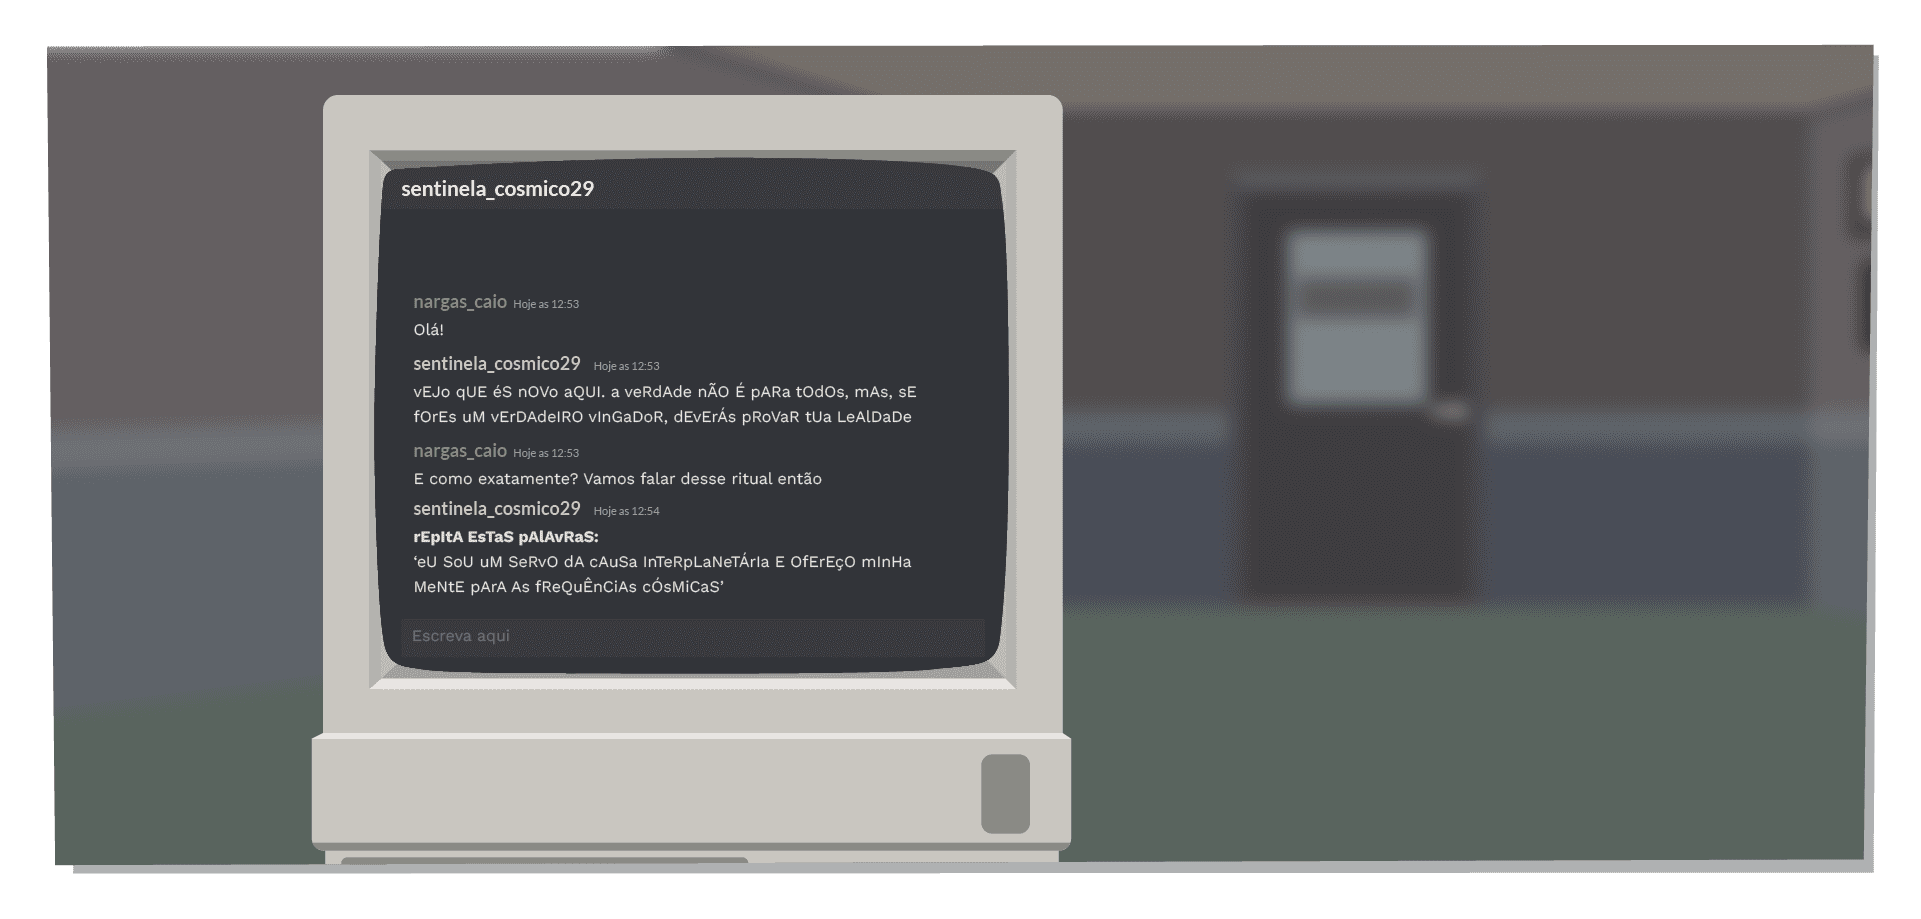 sentinela_cosmico29
nargas_caio Hoje as 12:53
Olá!
sentinela_cosmico29 Hoje as 12:53
vEJo qUE éS nOVo aQUI. a veRdAde nÃO É pARa tOdOs, mAs, sE
fOrEs uM vErDAdeIRO vInGaDoR, dEvErÁs pRoVaR tUa LeAlDaDe
nargas_caio Hoje as 12:53
E como exatamente? Vamos falar desse ritual então
sentinela_cosmico29 Hoje as 12:54
rEpItA EsTaS pAlAvRaS:
‘eU SoU uM SeRvO dA cAuSa InTeRpLaNeTÁrIa E OfErEçO mInHa
MeNtE pArA As fReQuÊnCiAs cÓsMiCaS’
Escreva aqui